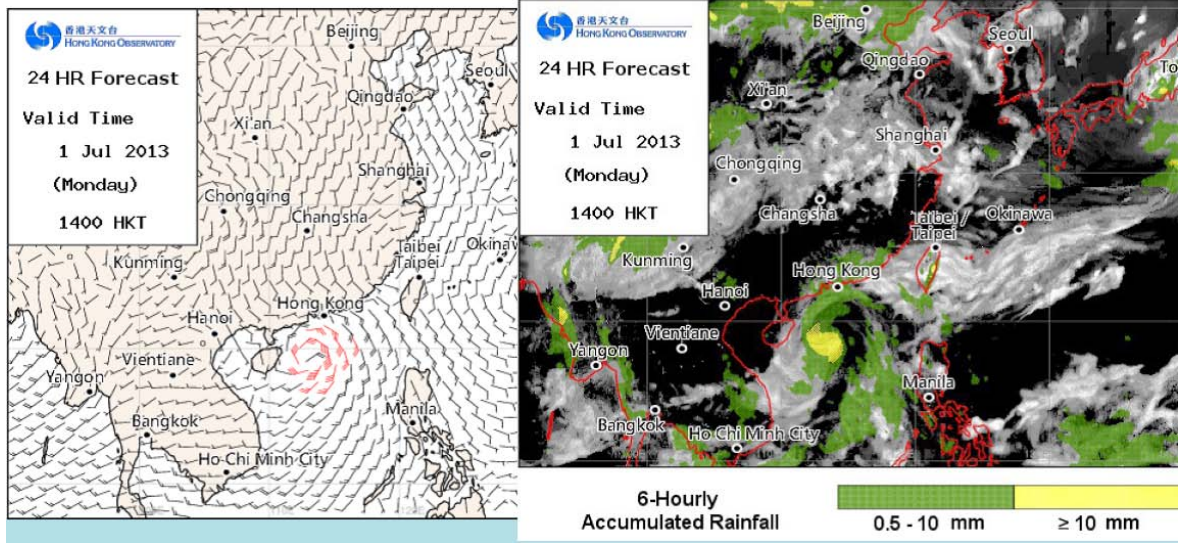 香港天文台
HONG KONG OBSERVATORY
24 HR Forecast
Valid Time
1 Jul 2013
(Monday)
1400 HKT
Beijing
Seoul
Qingdao
Xi'an
Shanghai
Chongqing
Changsha
Taibei
Taipei
Okinaw
Kunming
Hong Kong
Hanoi
Vientiane
Yangon
Manila
Bangkok
Ho Chi Minh City
香港天文台
HONG KONG OBSERVATORY
24 HR Forecast
Valid Time
1 Jul 2013
(Monday)
1400 HKT
Beijing
Seoul
Qingdao
To
Xi'an
Shanghai
Chongqing
Changsha
Taibei /
Taipei
Okinawa
Kunming
Hong Kong
Hanoi
Vientiane
Yangon
Manila
Bangkok
Ho Chi Minh City
6-Hourly
Accumulated Rainfall
0.5 - 10 mm
≥ 10 mm